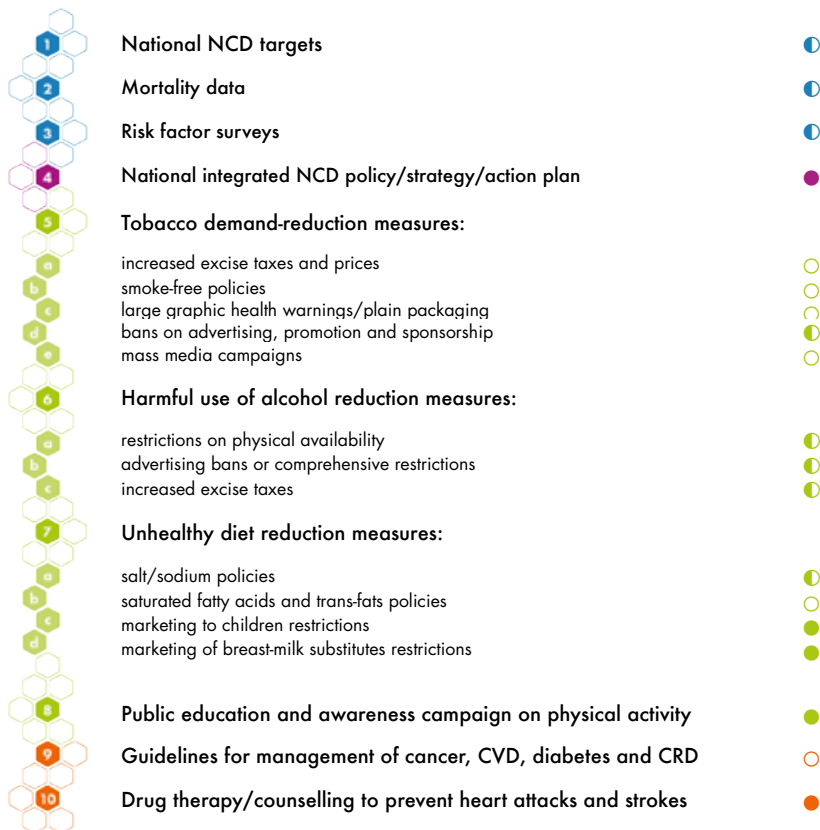 1 National NCD targets
2 Mortality data
3 Risk factor surveys
4 National integrated NCD policy/strategy/action plan
5 Tobacco demand-reduction measures:
a increased excise taxes and prices
b smoke-free policies
c large graphic health warnings/plain packaging
d bans on advertising, promotion and sponsorship
e mass media campaigns
6 Harmful use of alcohol reduction measures:
a restrictions on physical availability
b advertising bans or comprehensive restrictions
c increased excise taxes
7 Unhealthy diet reduction measures:
a salt/sodium policies
b saturated fatty acids and trans-fats policies
c marketing to children restrictions
d marketing of breast-milk substitutes restrictions
8 Public education and awareness campaign on physical activity
9 Guidelines for management of cancer, CVD, diabetes and CRD
10 Drug therapy/counselling to prevent heart attacks and strokes